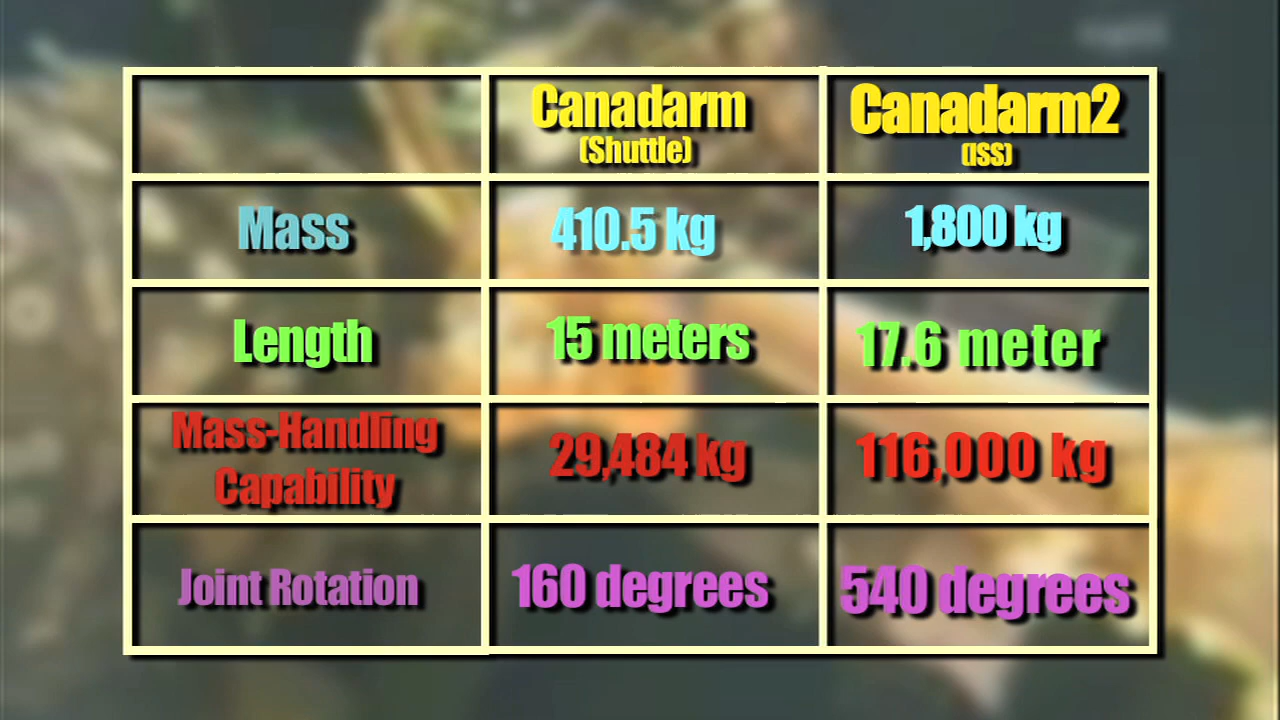 Canadarm
(Shuttle)
Canadarm2
(ISS)
Mass
410.5 kg
1,800 kg
Length
15 meters
17.6 meter
Mass-Handling
Capability
29,484 kg
116,000 kg
Joint Rotation
160 degrees
540 degrees